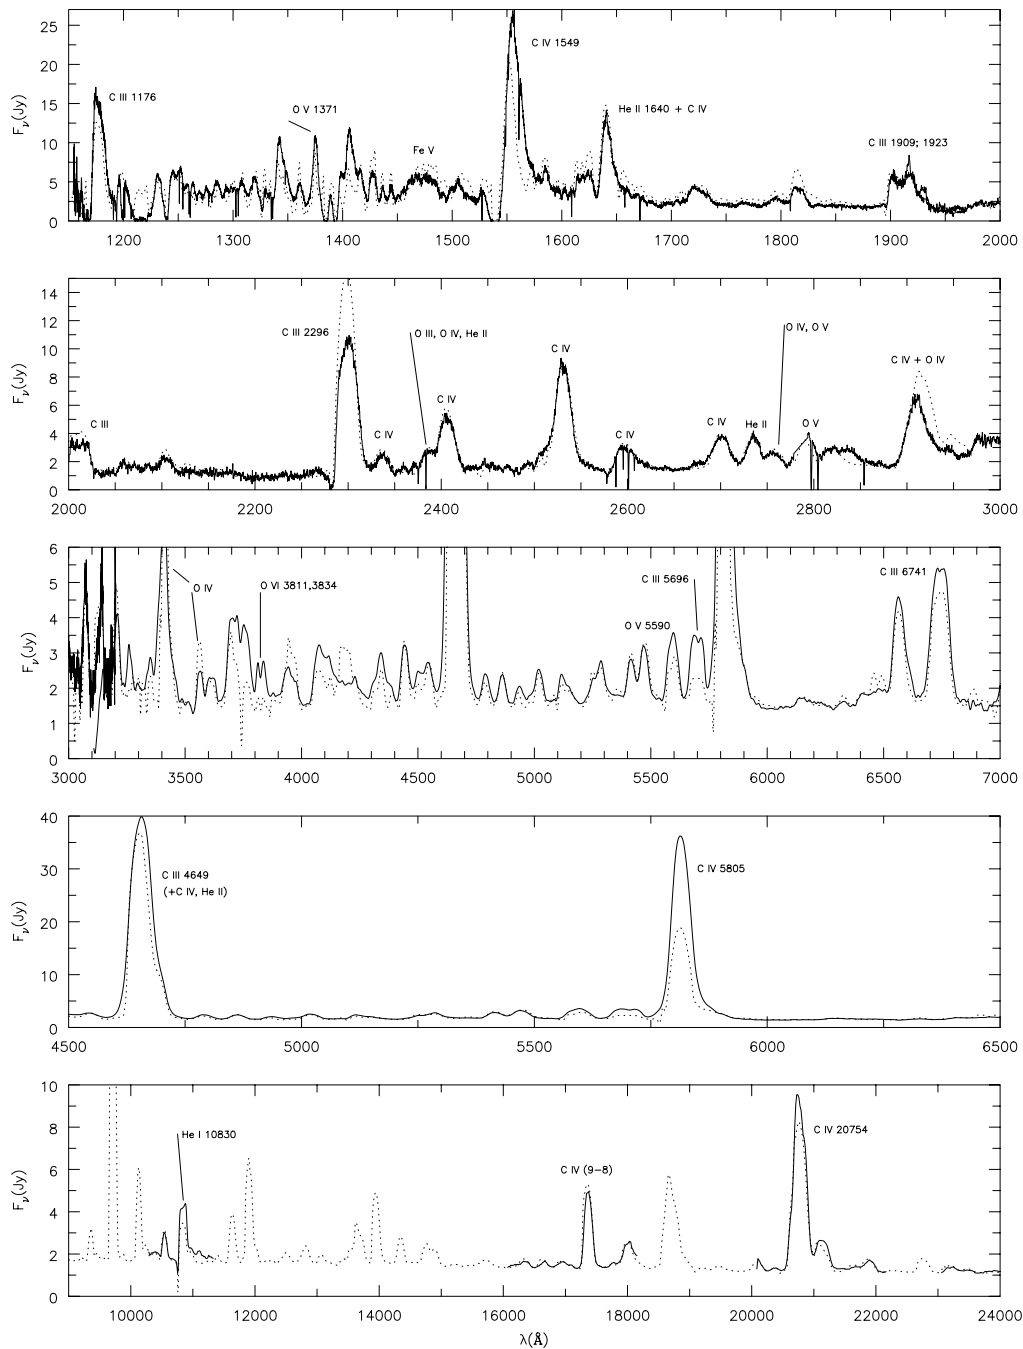 25
20
15
10
5
0
F_ν(Jy)
C III 1176
O V 1371
Fe V
C IV 1549
He II 1640 + C IV
C III 1909; 1923
1200 1300 1400 1500 1600 1700 1800 1900 2000
14
12
10
8
6
4
2
0
F_ν(Jy)
C III
C III 2296
C IV
O III, O IV, He II
C IV
C IV
C IV
C IV
He II
O IV, O V
O V
C IV + O IV
2000 2200 2400 2600 2800 3000
6
5
4
3
2
1
0
F_ν(Jy)
O IV
O VI 3811,3834
O V 5590
C III 5696
C III 6741
3000 3500 4000 4500 5000 5500 6000 6500 7000
40
30
20
10
0
F_ν(Jy)
C III 4649
(+C IV, He II)
C IV 5805
4500 5000 5500 6000 6500
10
8
6
4
2
0
F_ν(Jy)
He I 10830
C IV (9−8)
C IV 20754
10000 12000 14000 16000 18000 20000 22000 24000
λ(Å)